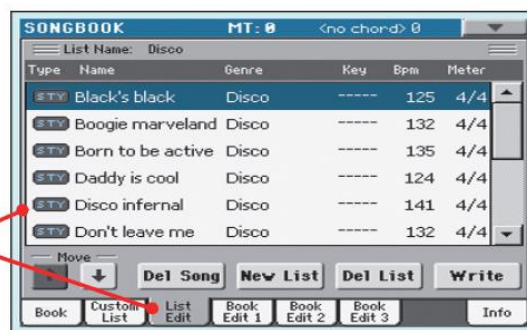 SONGBOOK MT: 0 <no chord> 0
List Name: Disco
Type Name Genre Key Bpm Meter
STY Black's black Disco ----- 125 4/4
STY Boogie marveland Disco ----- 132 4/4
STY Born to be active Disco ----- 135 4/4
STY Daddy is cool Disco ----- 124 4/4
STY Disco infernal Disco ----- 141 4/4
STY Don't leave me Disco ----- 132 4/4
Move
Del Song New List Del List Write
Book Custom List List Edit Book Edit 1 Book Edit 2 Book Edit 3 Info